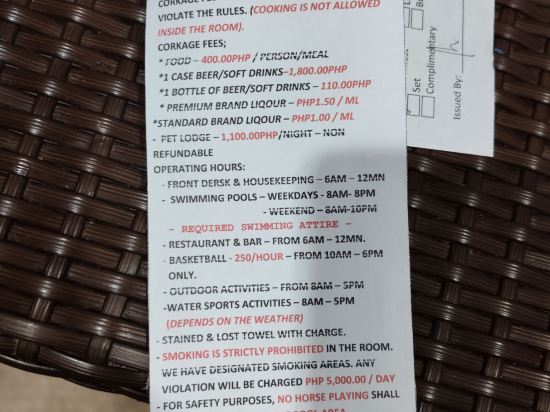 CORKAGE FEES
VIOLATE THE RULES. (COOKING IS NOT ALLOWED
INSIDE THE ROOM).
CORKAGE FEES;
* FOOD – 400.00PHP / PERSON/MEAL
*1 CASE BEER/SOFT DRINKS–1,800.00PHP
*1 BOTTLE OF BEER/SOFT DRINKS – 110.00PHP
* PREMIUM BRAND LIQOUR – PHP1.50 / ML
*STANDARD BRAND LIQOUR – PHP1.00 / ML
- PET LODGE – 1,100.00PHP/NIGHT – NON
REFUNDABLE
OPERATING HOURS:
- FRONT DERSK & HOUSEKEEPING – 6AM – 12MN
- SWIMMING POOLS – WEEKDAYS - 8AM- 8PM
- WEEKEND – 8AM-10PM
- REQUIRED SWIMMING ATTIRE -
- RESTAURANT & BAR – FROM 6AM – 12MN.
- BASKETBALL - 250/HOUR – FROM 10AM – 6PM
ONLY.
- OUTDOOR ACTIVITIES – FROM 8AM – 5PM
-WATER SPORTS ACTIVITIES – 8AM – 5PM
(DEPENDS ON THE WEATHER)
- STAINED & LOST TOWEL WITH CHARGE.
- SMOKING IS STRICTLY PROHIBITED IN THE ROOM.
WE HAVE DESIGNATED SMOKING AREAS. ANY
VIOLATION WILL BE CHARGED PHP 5,000.00 / DAY
- FOR SAFETY PURPOSES, NO HORSE PLAYING SHALL
AREA
Set
Complimentary
Issued By: